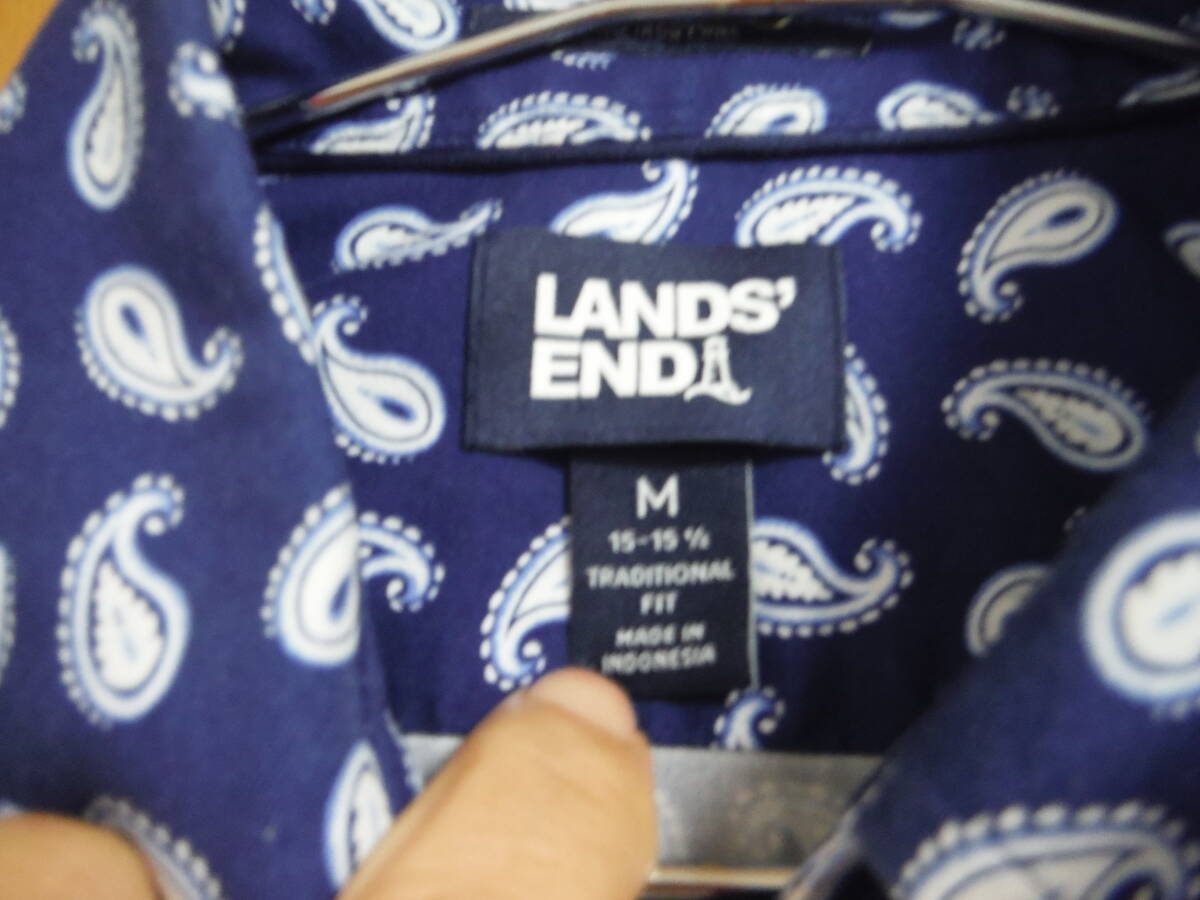 LANDS'
END
M
15-15 ½
TRADITIONAL
FIT
MADE IN
INDONESIA